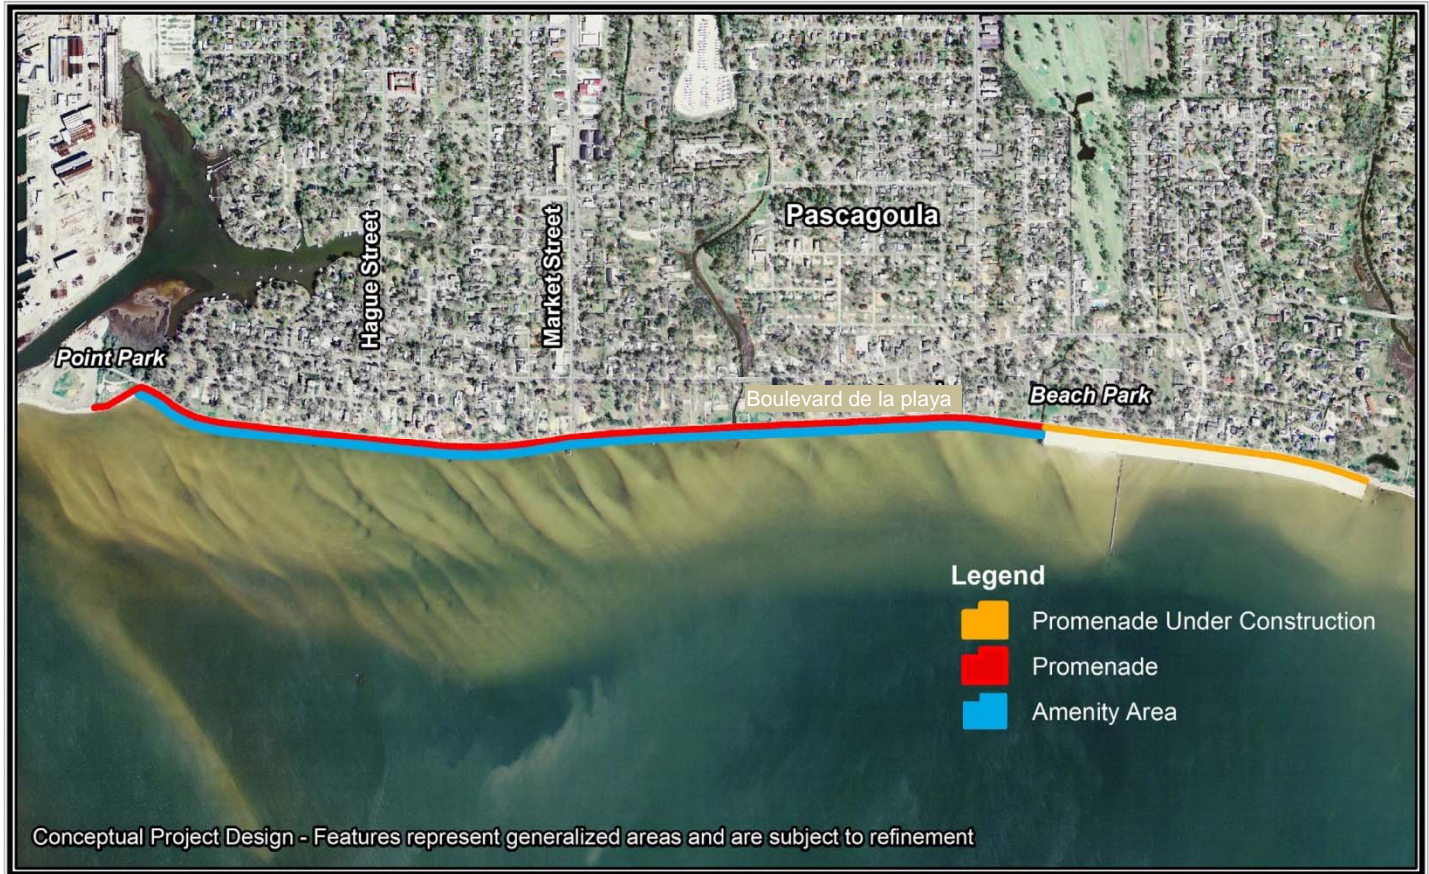 Pascagoula
Hague Street
Market Street
Point Park
Boulevard de la playa
Beach Park
Legend
Promenade Under Construction
Promenade
Amenity Area
Conceptual Project Design - Features represent generalized areas and are subject to refinement